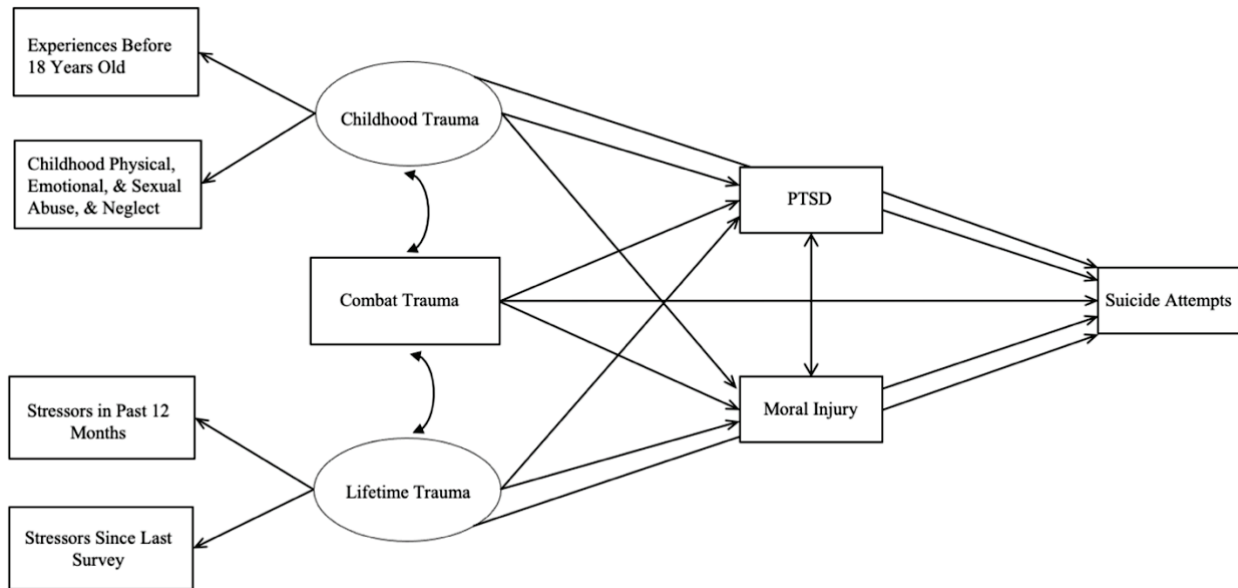 Experiences Before
18 Years Old
Childhood Trauma
Childhood Physical,
Emotional, & Sexual
Abuse, & Neglect
PTSD
Combat Trauma
Suicide Attempts
Stressors in Past 12
Months
Moral Injury
Lifetime Trauma
Stressors Since Last
Survey